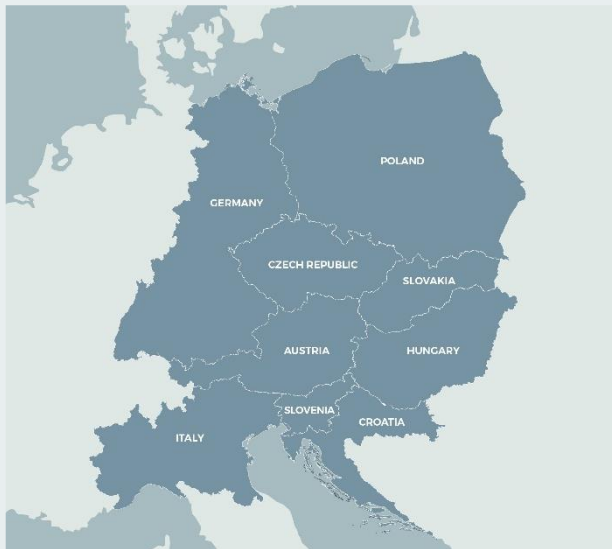 POLAND
GERMANY
CZECH REPUBLIC
SLOVAKIA
AUSTRIA
HUNGARY
SLOVENIA
CROATIA
ITALY